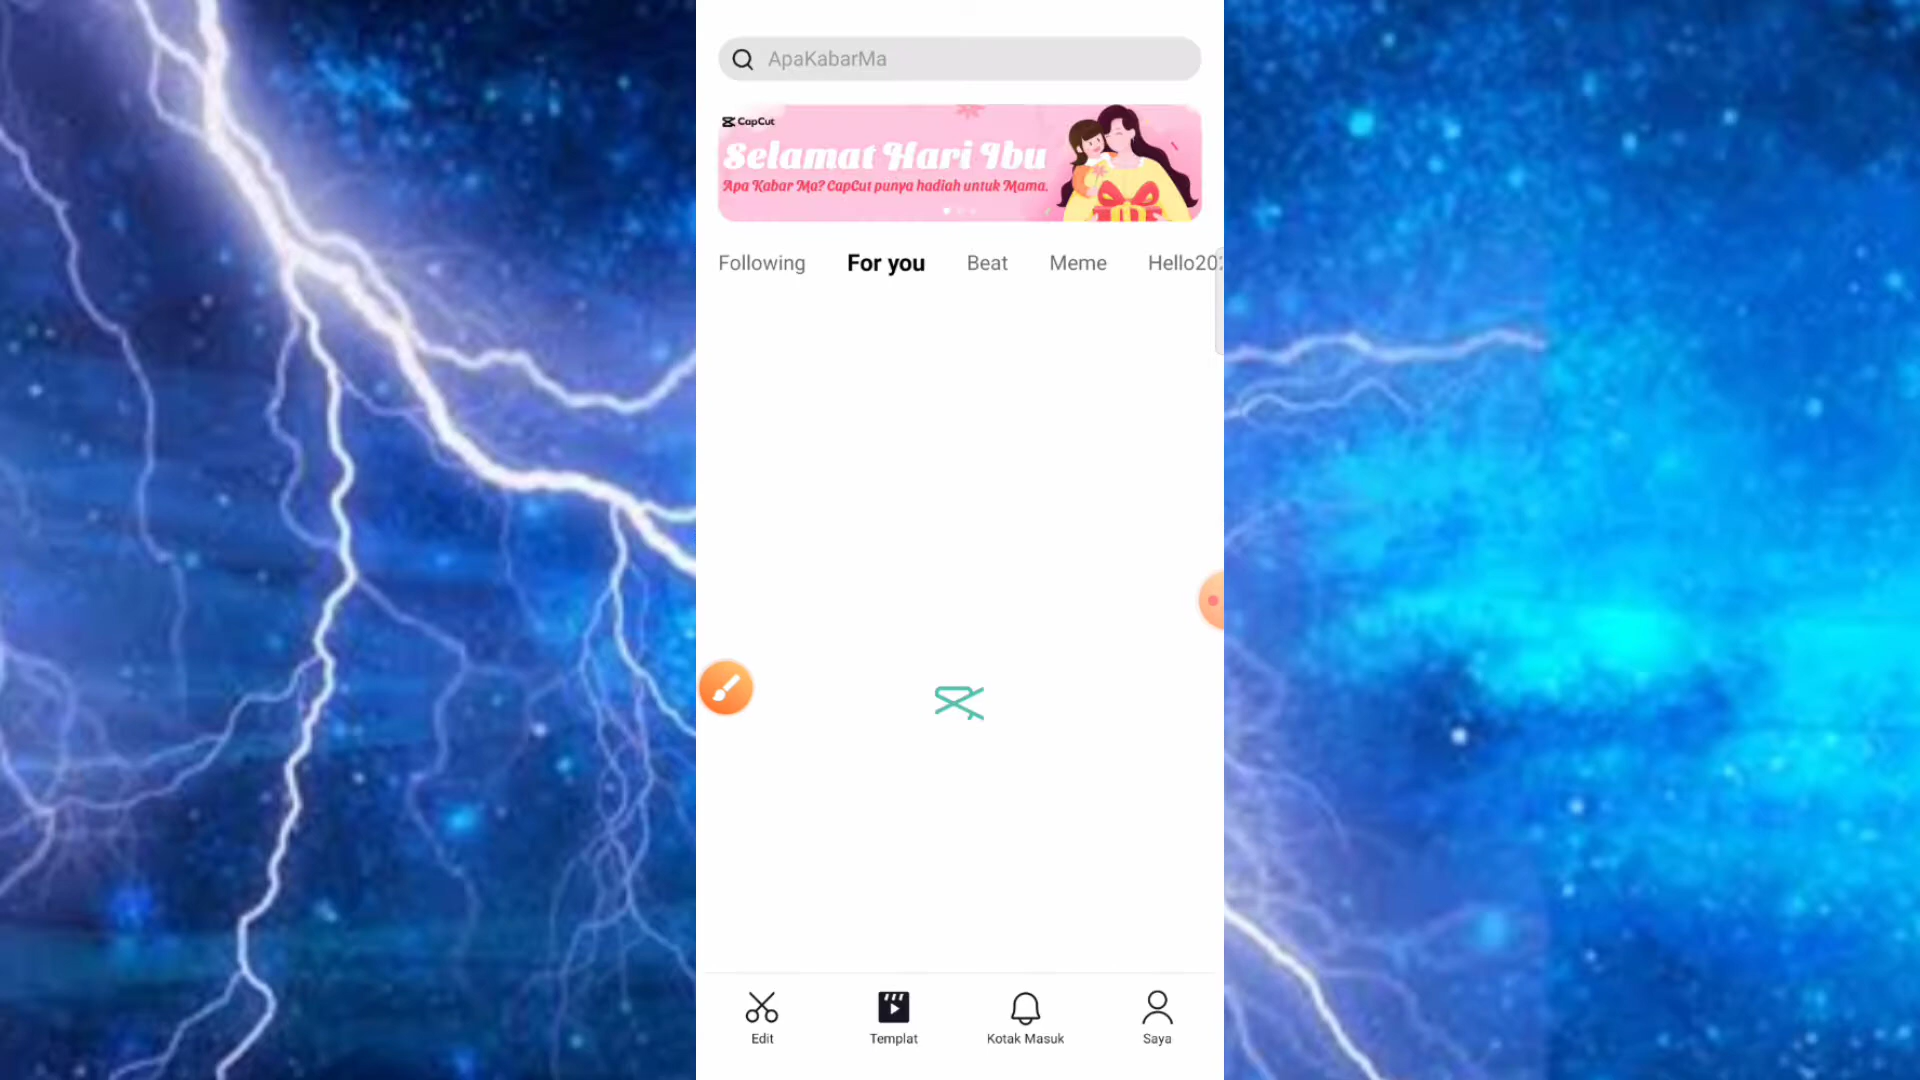 ApaKabarMa
CapCut
Selamat Hari Ibu
Apa Kabar Ma? CapCut punya hadiah untuk Mama.
Following For you Beat Meme Hello202
Edit Templat Kotak Masuk Saya